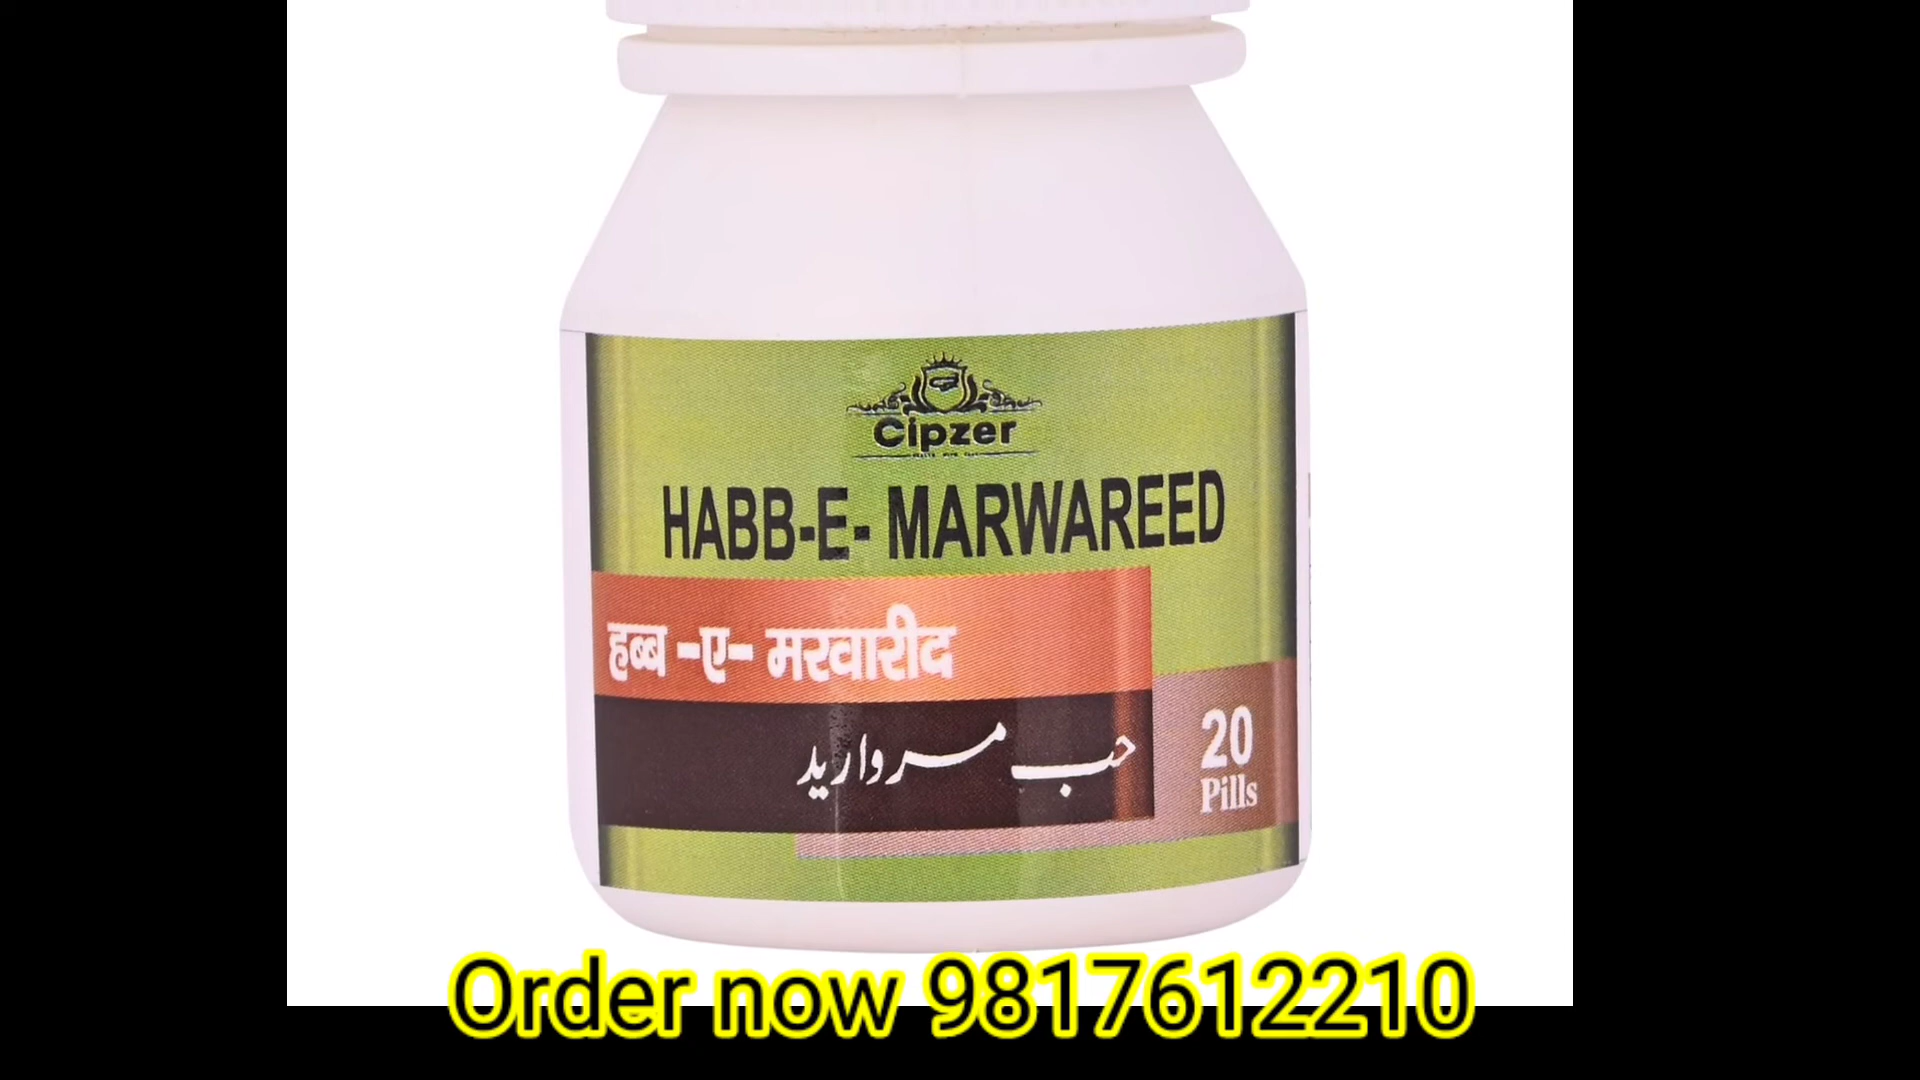 Cipzer
HABB-E- MARWAREED
हब्ब -ए- मरवारीद
حب مروارید
20
Pills
Order now 9817612210